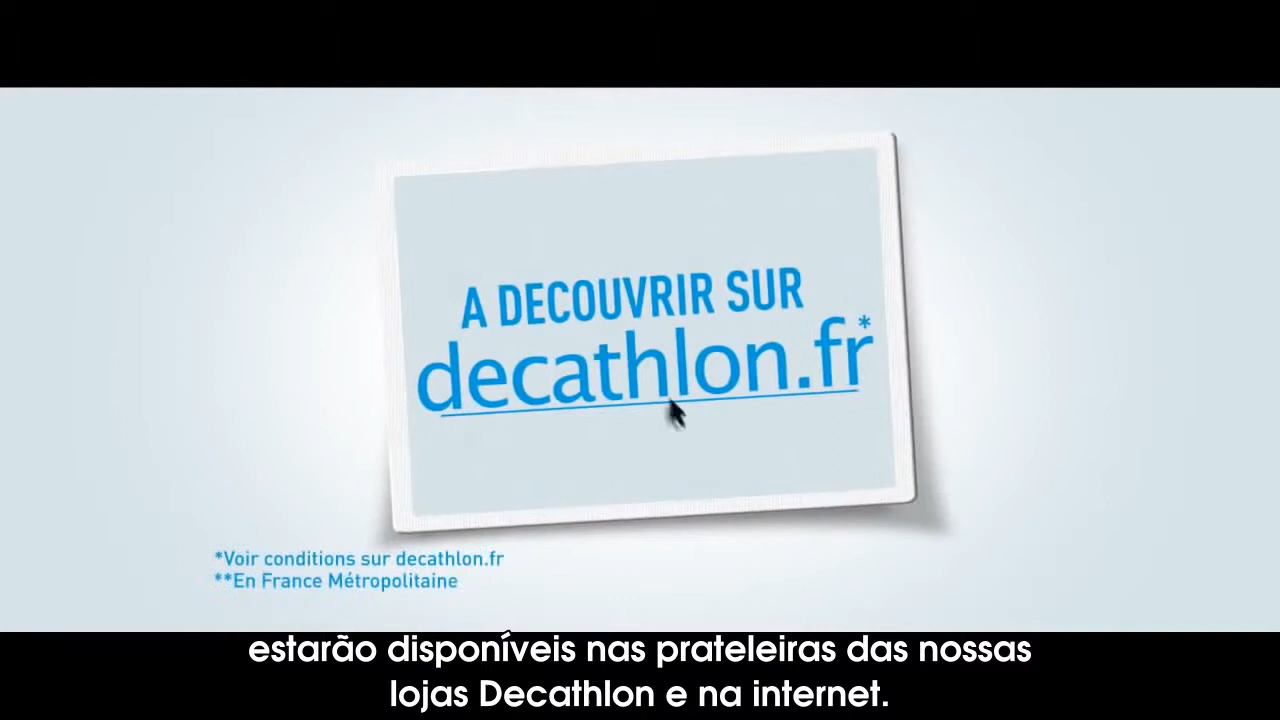 A DECOUVRIR SUR
decathlon.fr*
*Voir conditions sur decathlon.fr
**En France Métropolitaine
estarão disponíveis nas prateleiras das nossas
lojas Decathlon e na internet.